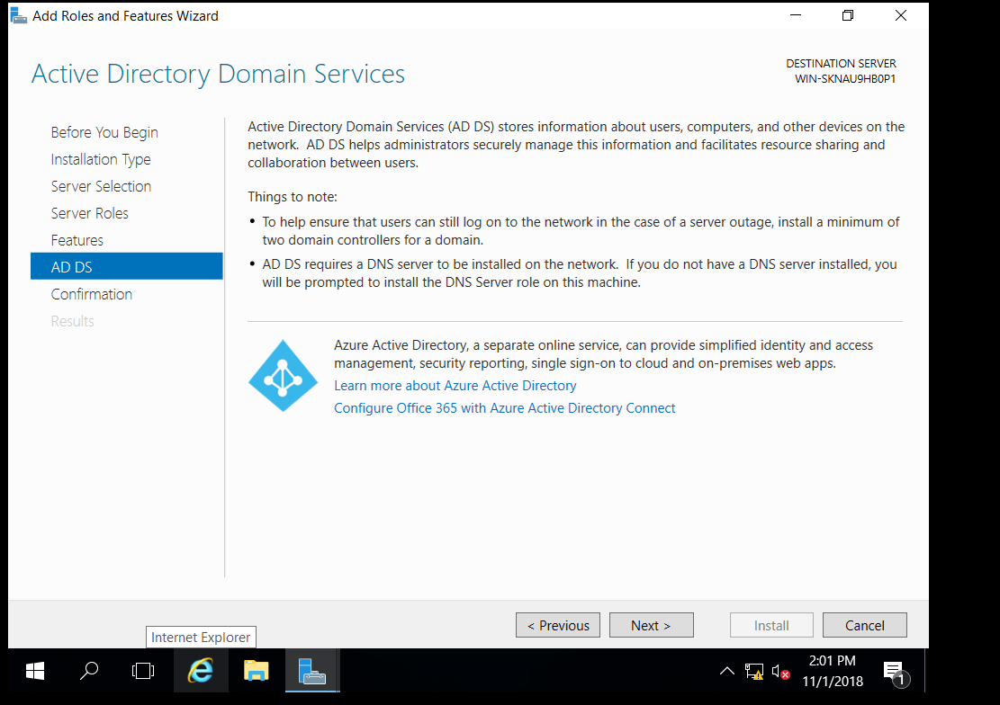 Add Roles and Features Wizard
Active Directory Domain Services
DESTINATION SERVER
WIN-SKNAU9HB0P1
Before You Begin
Installation Type
Server Selection
Server Roles
Features
AD DS
Confirmation
Results
Active Directory Domain Services (AD DS) stores information about users, computers, and other devices on the
network.  AD DS helps administrators securely manage this information and facilitates resource sharing and
collaboration between users.
Things to note:
• To help ensure that users can still log on to the network in the case of a server outage, install a minimum of
two domain controllers for a domain.
• AD DS requires a DNS server to be installed on the network.  If you do not have a DNS server installed, you
will be prompted to install the DNS Server role on this machine.
Azure Active Directory, a separate online service, can provide simplified identity and access
management, security reporting, single sign-on to cloud and on-premises web apps.
Learn more about Azure Active Directory
Configure Office 365 with Azure Active Directory Connect
< Previous
Next >
Install
Cancel
Internet Explorer
2:01 PM
11/1/2018
1